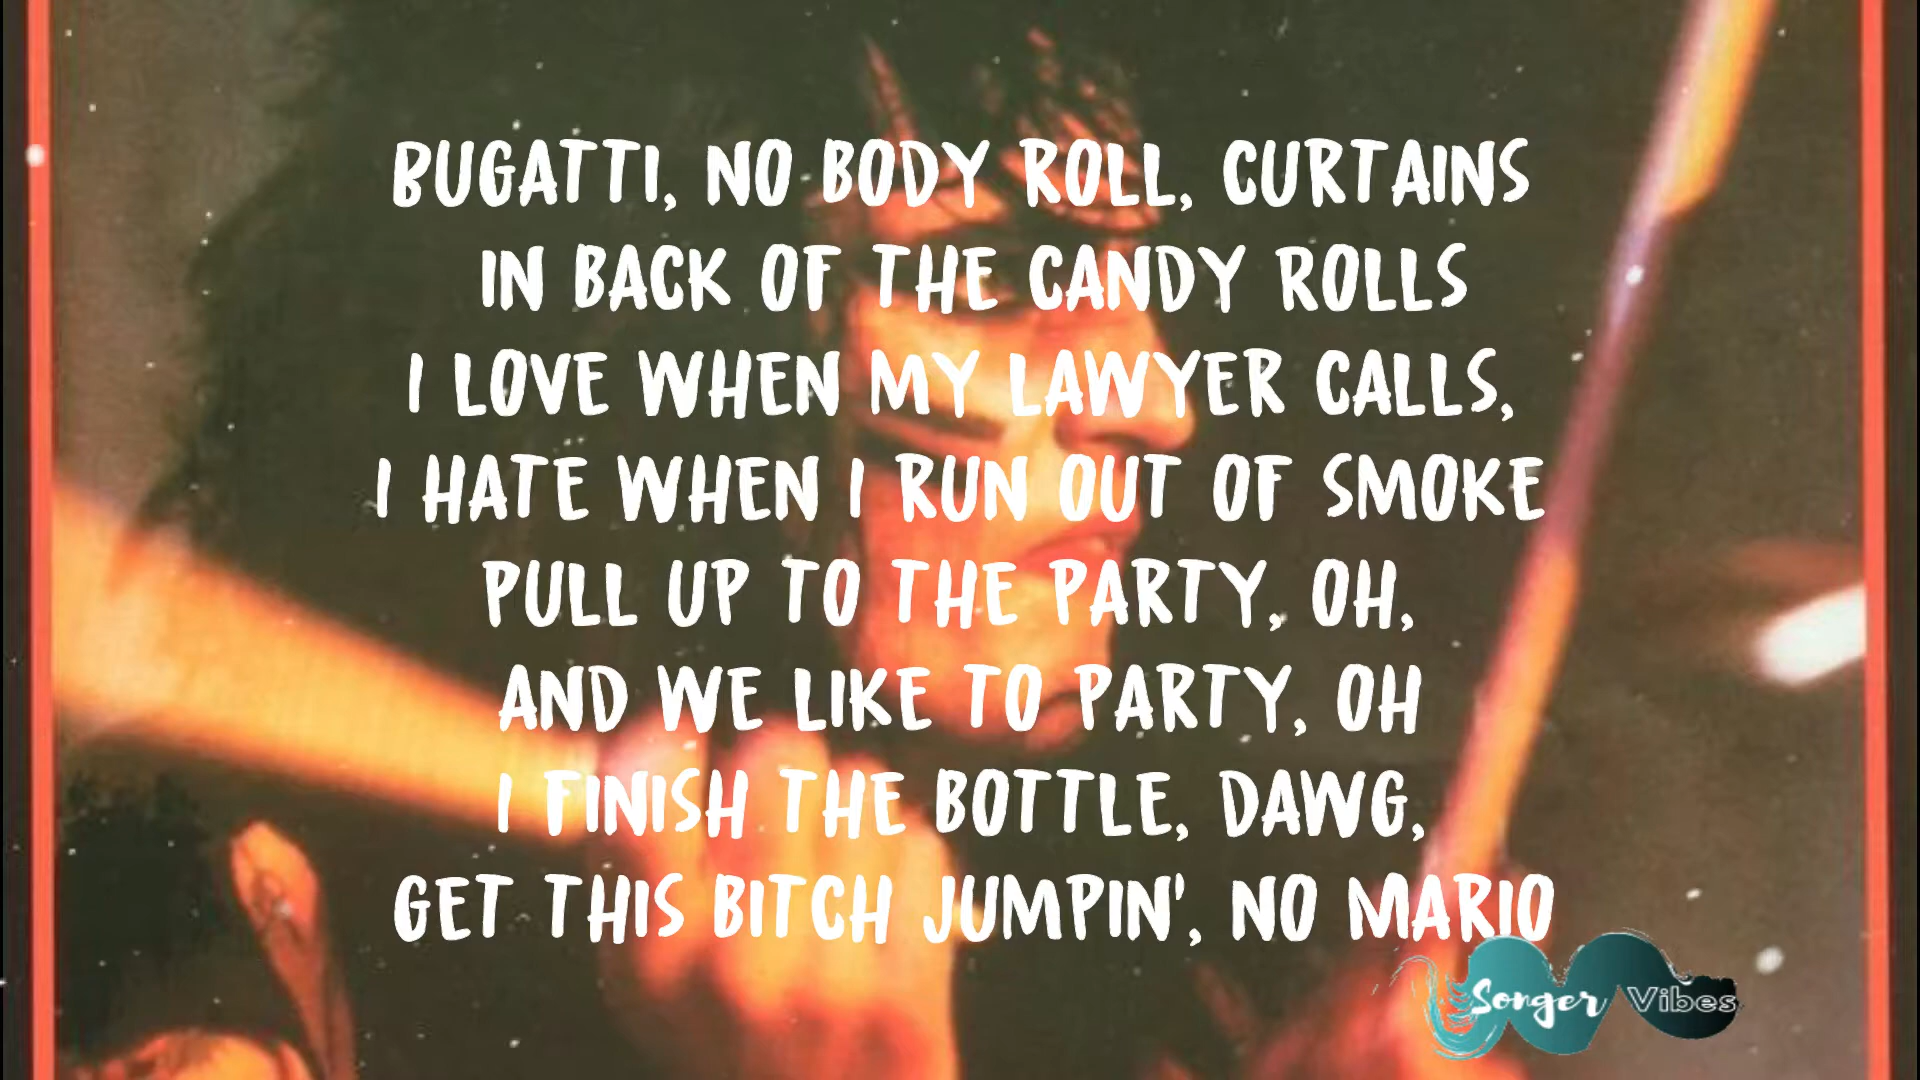 BUGATTI, NO BODY ROLL, CURTAINS
IN BACK OF THE CANDY ROLLS
I LOVE WHEN MY LAWYER CALLS,
I HATE WHEN I RUN OUT OF SMOKE
PULL UP TO THE PARTY, OH,
AND WE LIKE TO PARTY, OH
I FINISH THE BOTTLE, DAWG,
GET THIS BITCH JUMPIN', NO MARIO
Songer Vibes